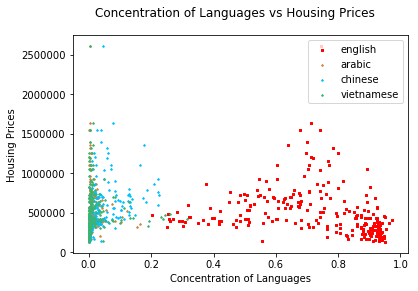 Concentration of Languages vs Housing Prices
english
arabic
chinese
vietnamese
2500000
2000000
1500000
1000000
500000
0
Housing Prices
0.0 0.2 0.4 0.6 0.8 1.0
Concentration of Languages